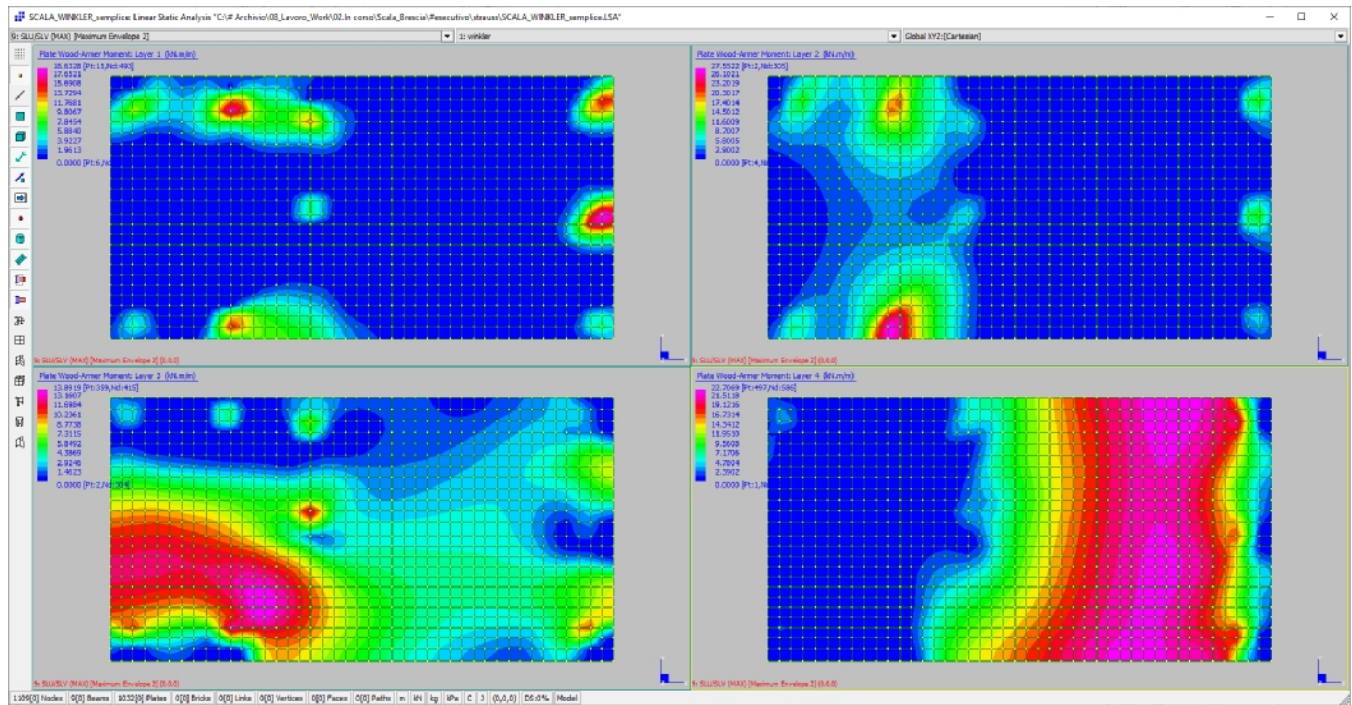 SCALA_WINKLER_semplice: Linear Static Analysis "C:\# Archivio\08_Lavoro_Work\02.In corso\Scala_Brescia\#esecutivo\strauss\SCALA_WINKLER_semplice.LSA"
9: SLU/SLV (MAX) [Maximum Envelope 2]
1: winkler
Global XYZ:[Cartesian]
Plate Wood-Armer Moment: Layer 1 (kN.m/m)
18.6328 [Pt:15,Nd:493]
17.6521
15.6908
13.7294
11.7681
9.8067
7.8454
5.8840
3.9227
1.9613
0.0000 [Pt:6,Nd
9: SLU/SLV (MAX) [Maximum Envelope 2] (0,0,0)
Plate Wood-Armer Moment: Layer 2 (kN.m/m)
27.5522 [Pt:2,Nd:305]
26.1021
23.2019
20.3017
17.4014
14.5012
11.6009
8.7007
5.8005
2.9002
0.0000 [Pt:4,Nd
9: SLU/SLV (MAX) [Maximum Envelope 2] (0,0,0)
Plate Wood-Armer Moment: Layer 3 (kN.m/m)
13.8919 [Pt:359,Nd:415]
13.1607
11.6984
10.2361
8.7738
7.3115
5.8492
4.3869
2.9246
1.4623
0.0000 [Pt:2,Nd:304]
9: SLU/SLV (MAX) [Maximum Envelope 2] (0,0,0)
Plate Wood-Armer Moment: Layer 4 (kN.m/m)
22.7069 [Pt:497,Nd:586]
21.5118
19.1216
16.7314
14.3412
11.9510
9.5608
7.1706
4.7804
2.3902
0.0000 [Pt:1,Nd
9: SLU/SLV (MAX) [Maximum Envelope 2] (0,0,0)
1109[0] Nodes 0[0] Beams 1032[0] Plates 0[0] Bricks 0[0] Links 0[0] Vertices 0[0] Faces 0[0] Paths m kN kg kPa C J (0,0,0) DS:0% Model